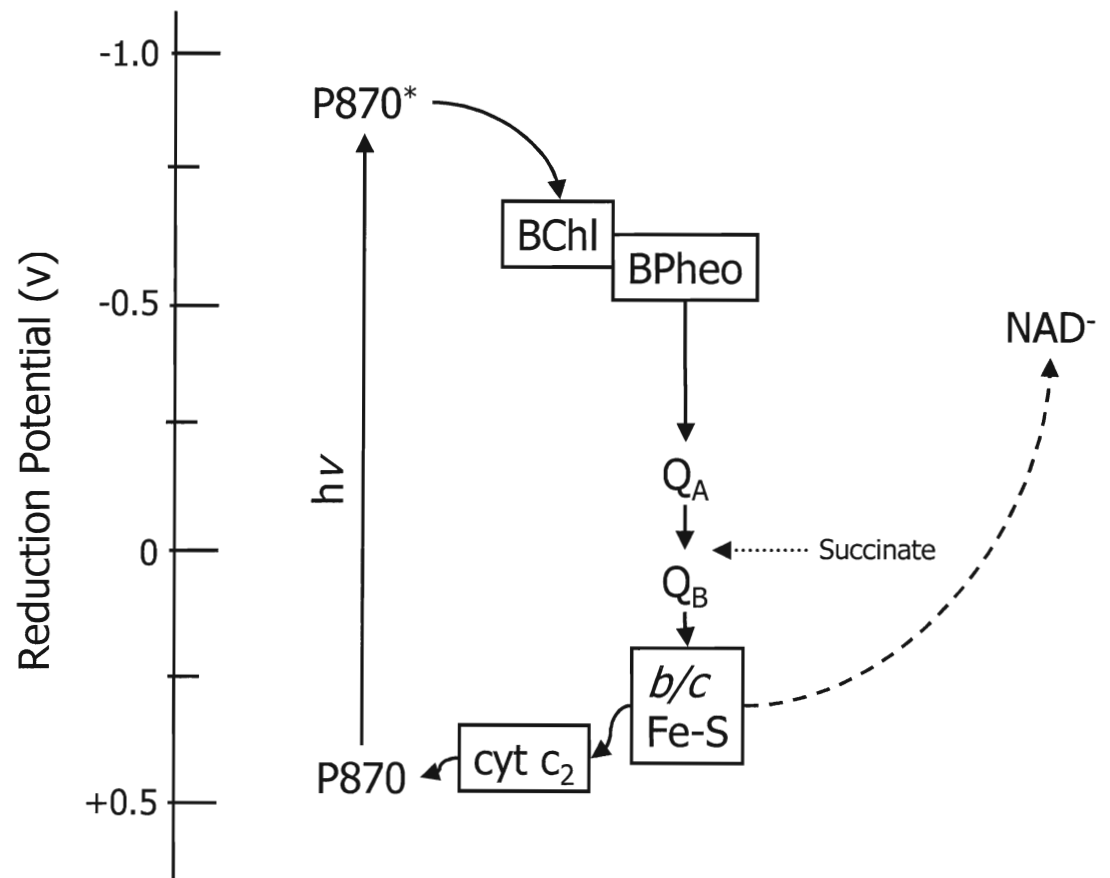 Reduction Potential (v)
-1.0
-0.5
0
+0.5
P870*
hν
P870
BChl
BPheo
QA
QB
Succinate
b/c
Fe-S
cyt c2
NAD-